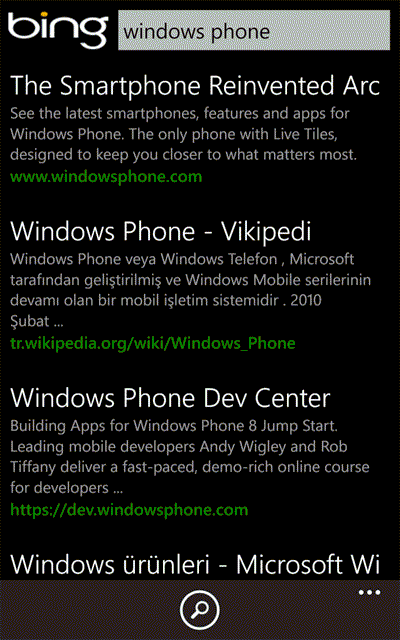 bing
windows phone
The Smartphone Reinvented Arc
See the latest smartphones, features and apps for
Windows Phone. The only phone with Live Tiles,
designed to keep you closer to what matters most.
www.windowsphone.com
Windows Phone - Vikipedi
Windows Phone veya Windows Telefon , Microsoft
tarafından geliştirilmiş ve Windows Mobile serilerinin
devamı olan bir mobil işletim sistemidir . 2010
Şubat ...
tr.wikipedia.org/wiki/Windows_Phone
Windows Phone Dev Center
Building Apps for Windows Phone 8 Jump Start.
Leading mobile developers Andy Wigley and Rob
Tiffany deliver a fast-paced, demo-rich online course
for developers ...
https://dev.windowsphone.com
Windows ürünleri - Microsoft Wi